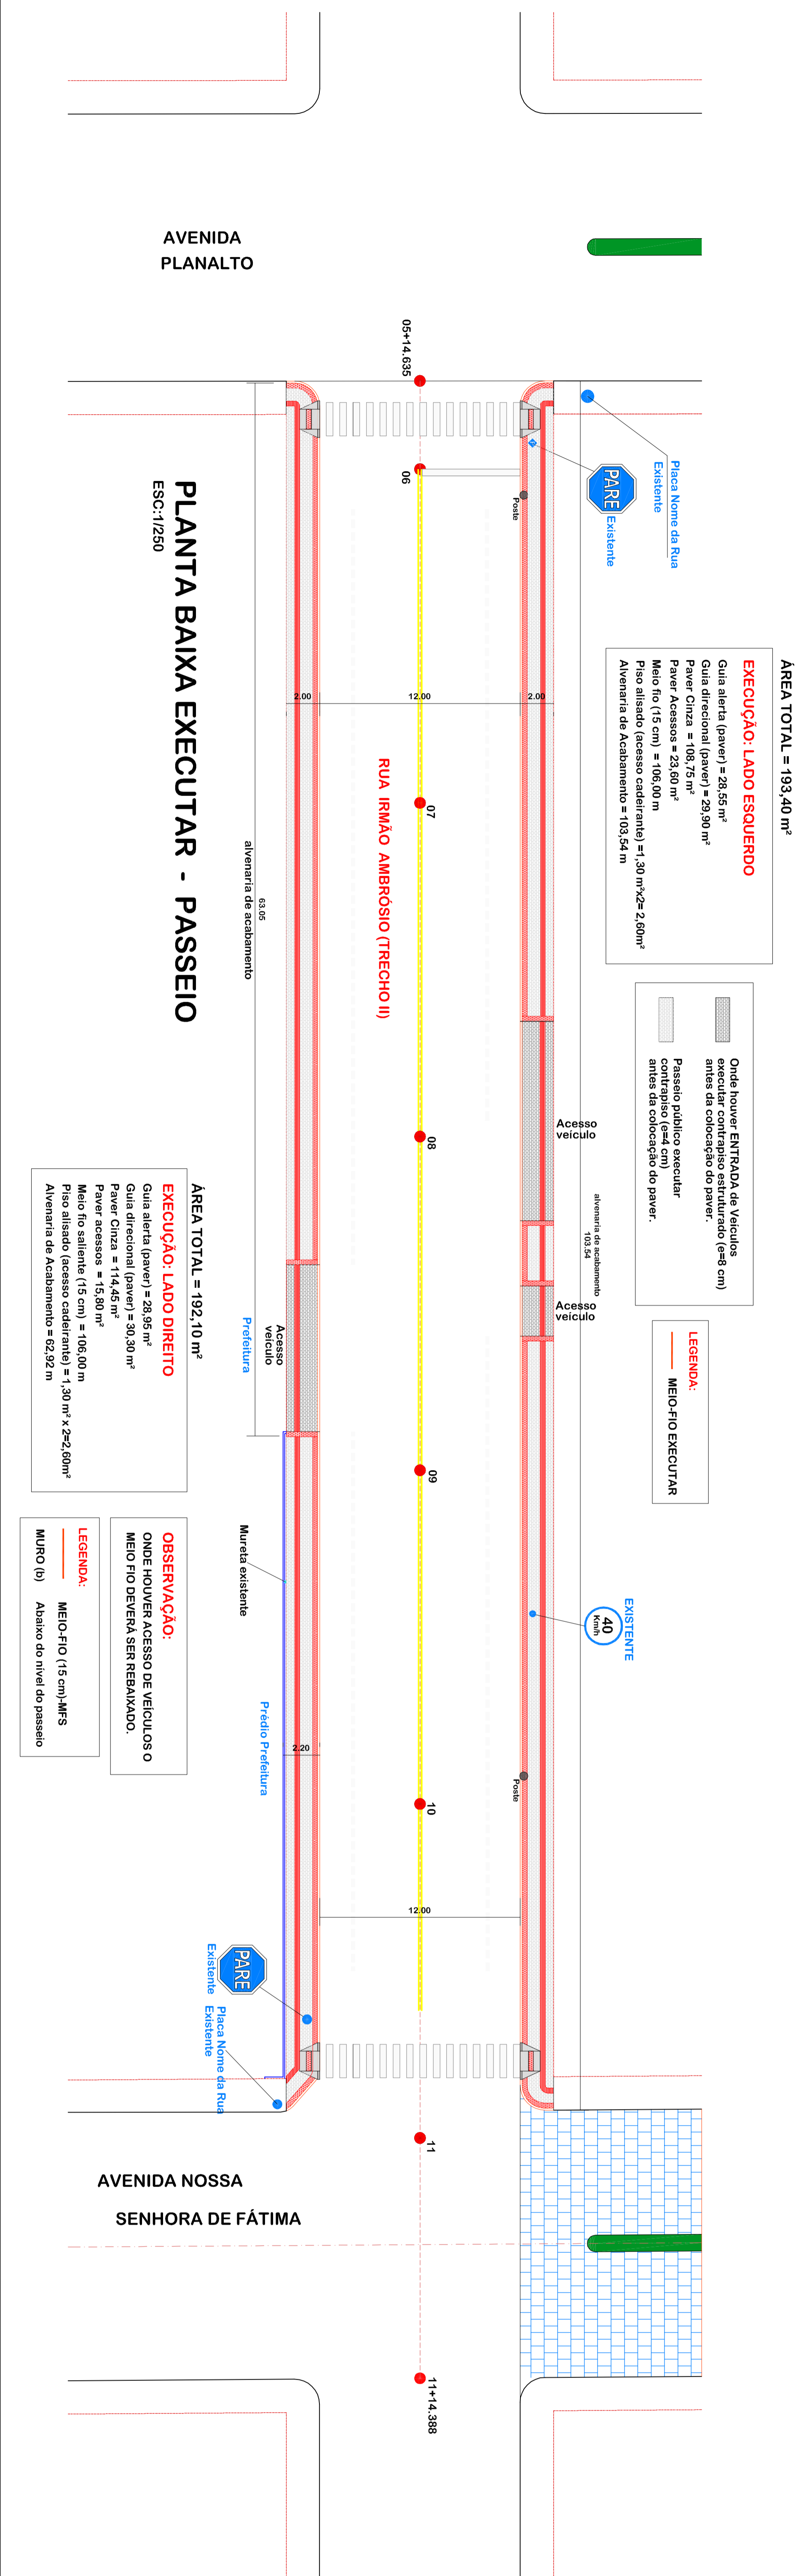 AVENIDA
PLANALTO
05+14.635
06
07
08
09
10
11
11+14.388
Placa Nome da Rua
Existente
PARE
Existente
Poste
ÁREA TOTAL = 193,40 m²
EXECUÇÃO: LADO ESQUERDO
Guia alerta (paver) = 28,55 m²
Guia direcional (paver) = 29,90 m²
Paver Cinza = 108,75 m²
Paver Acessos = 23,60 m²
Meio fio (15 cm) = 106,00 m
Piso alisado (acesso cadeirante) =1,30 m²x2= 2,60m²
Alvenaria de Acabamento = 103,54 m
Onde houver ENTRADA de Veículos
executar contrapiso estruturado (e=8 cm)
antes da colocação do paver.
Passeio público executar
contrapiso (e=4 cm)
antes da colocação do paver.
LEGENDA:
MEIO-FIO EXECUTAR
2.00
12.00
2.00
RUA IRMÃO AMBRÓSIO (TRECHO II)
PLANTA BAIXA EXECUTAR - PASSEIO
ESC:1/250
63.05
alvenaria de acabamento
Acesso
veículo
alvenaria de acabamento
103.54
Acesso
veículo
Acesso
veículo
Prefeitura
ÁREA TOTAL = 192,10 m²
EXECUÇÃO: LADO DIREITO
Guia alerta (paver) = 28,95 m²
Guia direcional (paver) = 30,30 m²
Paver Cinza = 114,45 m²
Paver acessos = 15,80 m²
Meio fio saliente (15 cm) = 106,00 m
Piso alisado (acesso cadeirante) = 1,30 m² x 2=2,60m²
Alvenaria de Acabamento = 62,92 m
OBSERVAÇÃO:
ONDE HOUVER ACESSO DE VEÍCULOS O
MEIO FIO DEVERÁ SER REBAIXADO.
LEGENDA:
MEIO-FIO (15 cm)-MFS
MURO (b) Abaixo do nivel do passeio
Mureta existente
EXISTENTE
40
Km/h
Prédio Prefeitura
2.20
Poste
12.00
PARE
Existente
Placa Nome da Rua
Existente
AVENIDA NOSSA
SENHORA DE FÁTIMA